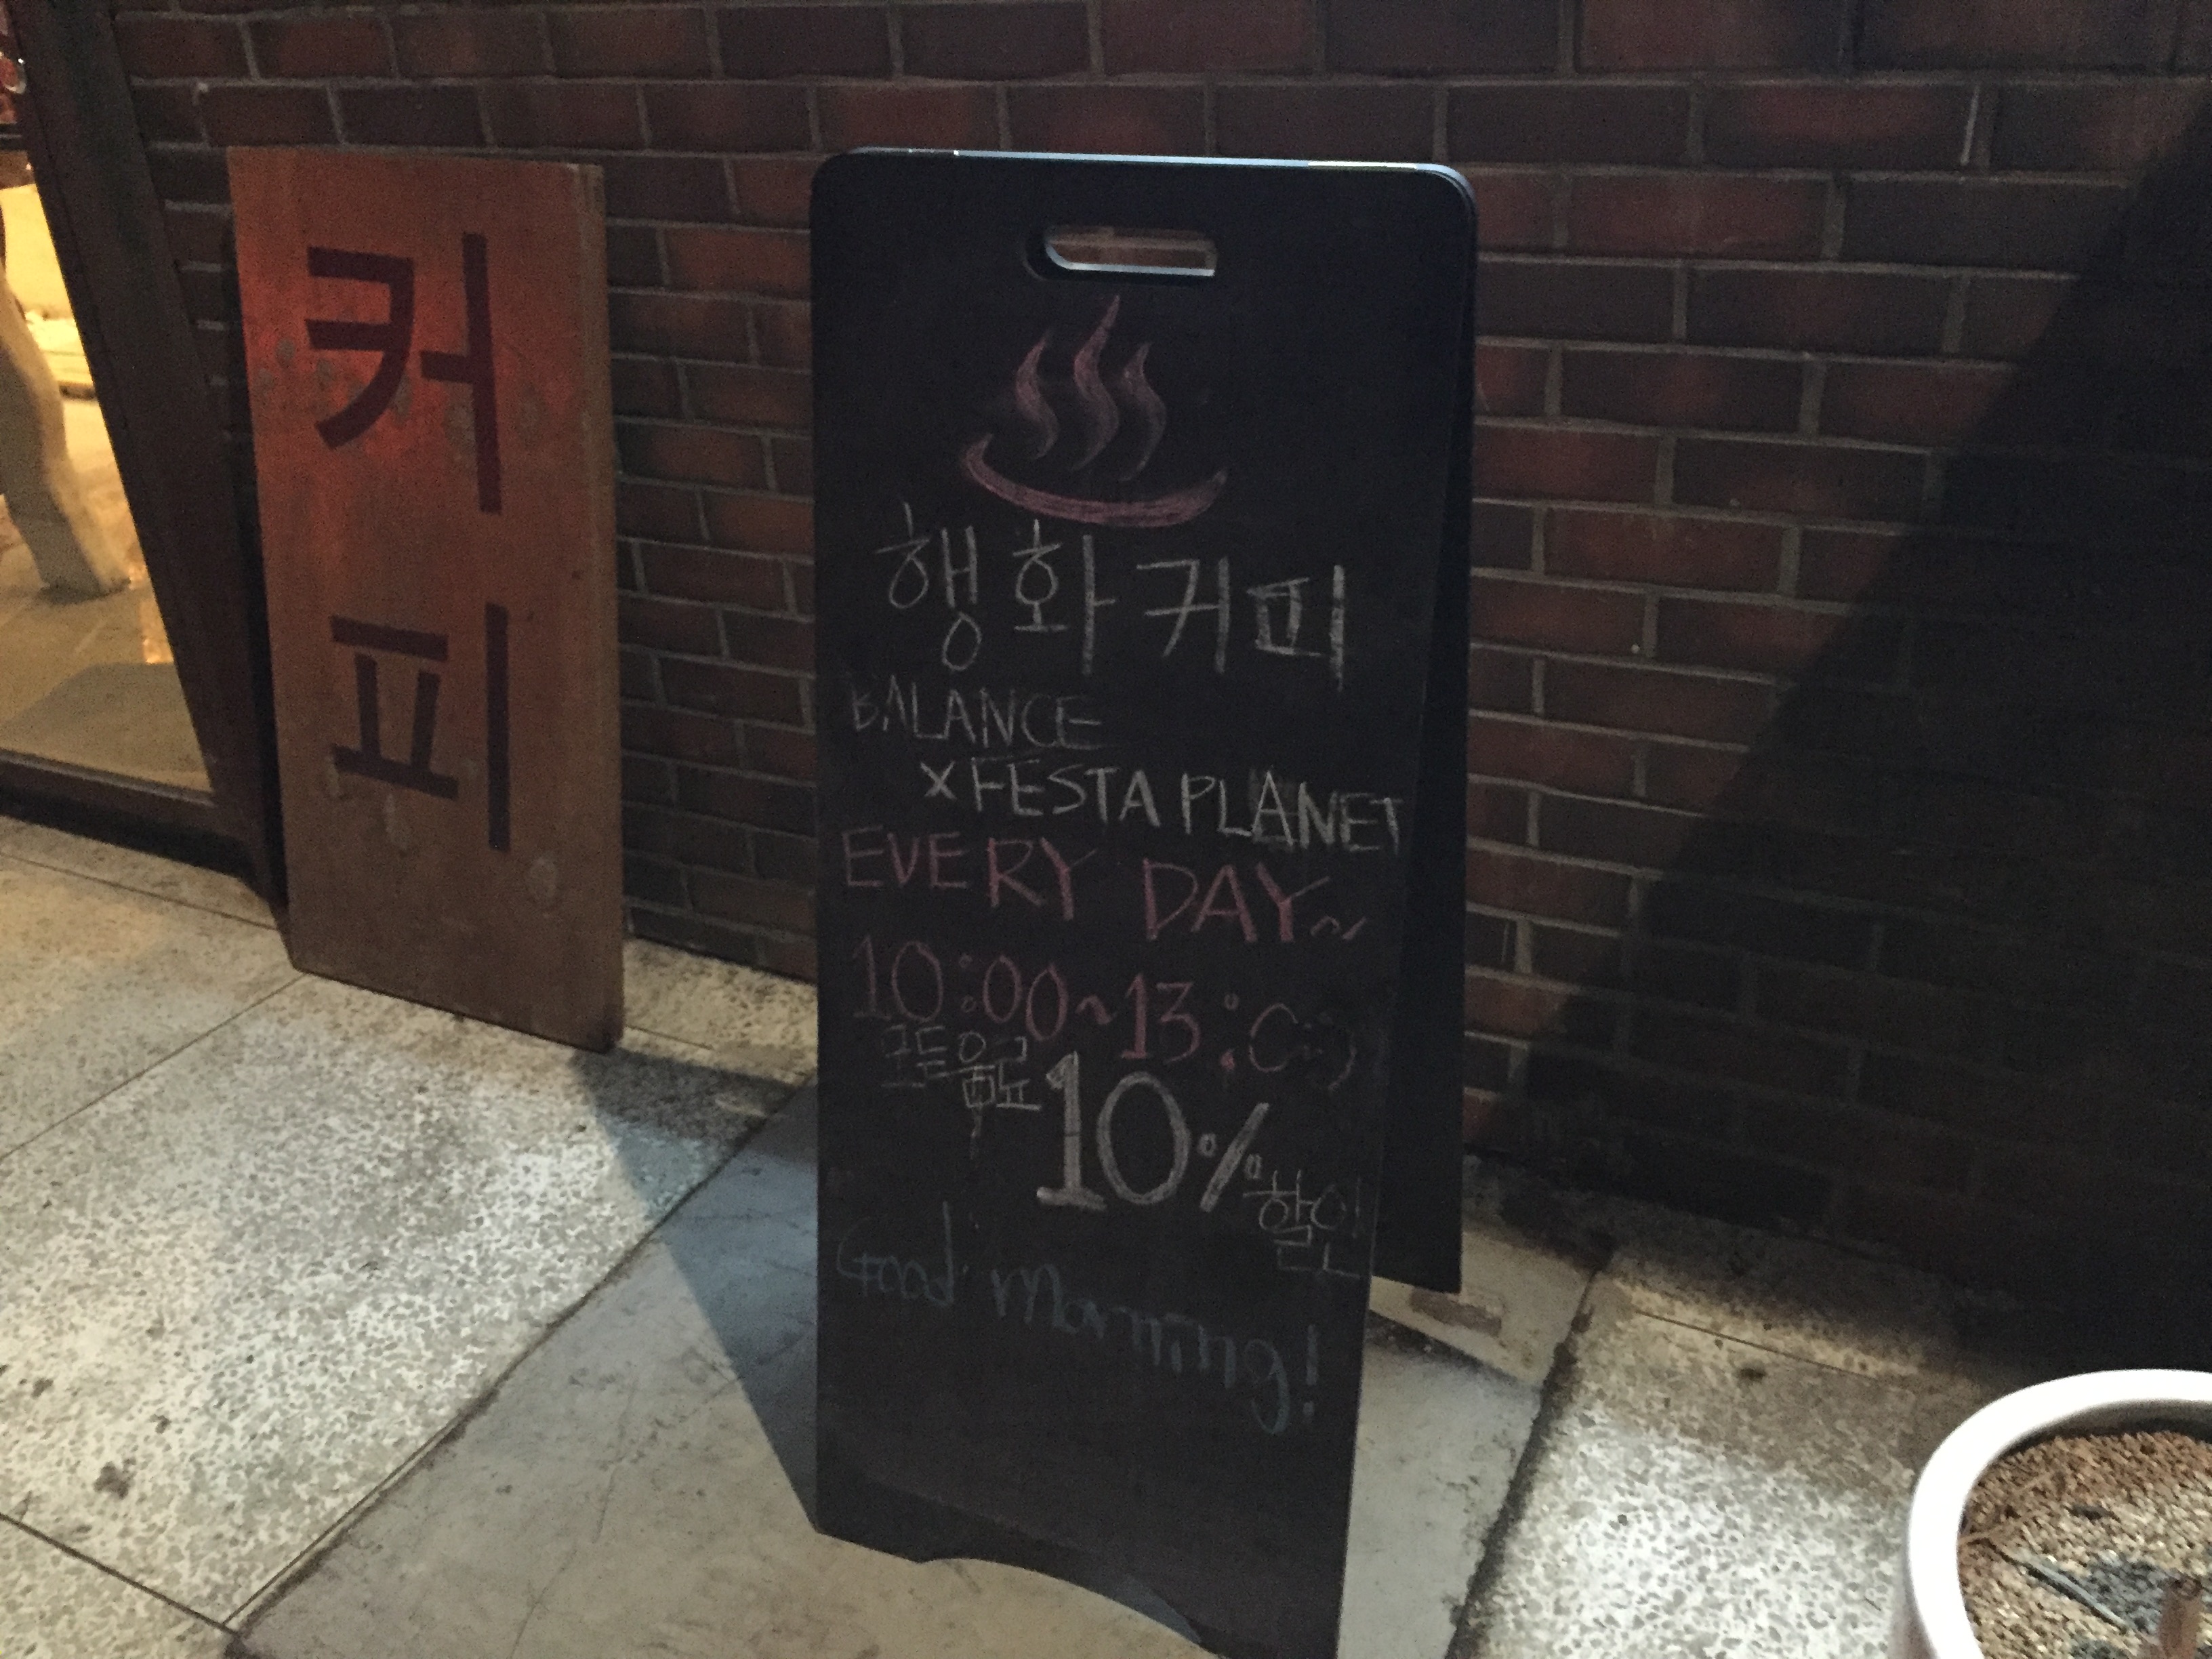 커피
행화커피
BALANCE
×FESTA PLANET
EVERY DAY~
10:00~13:00
모든음료 10% 할인
Good morning!